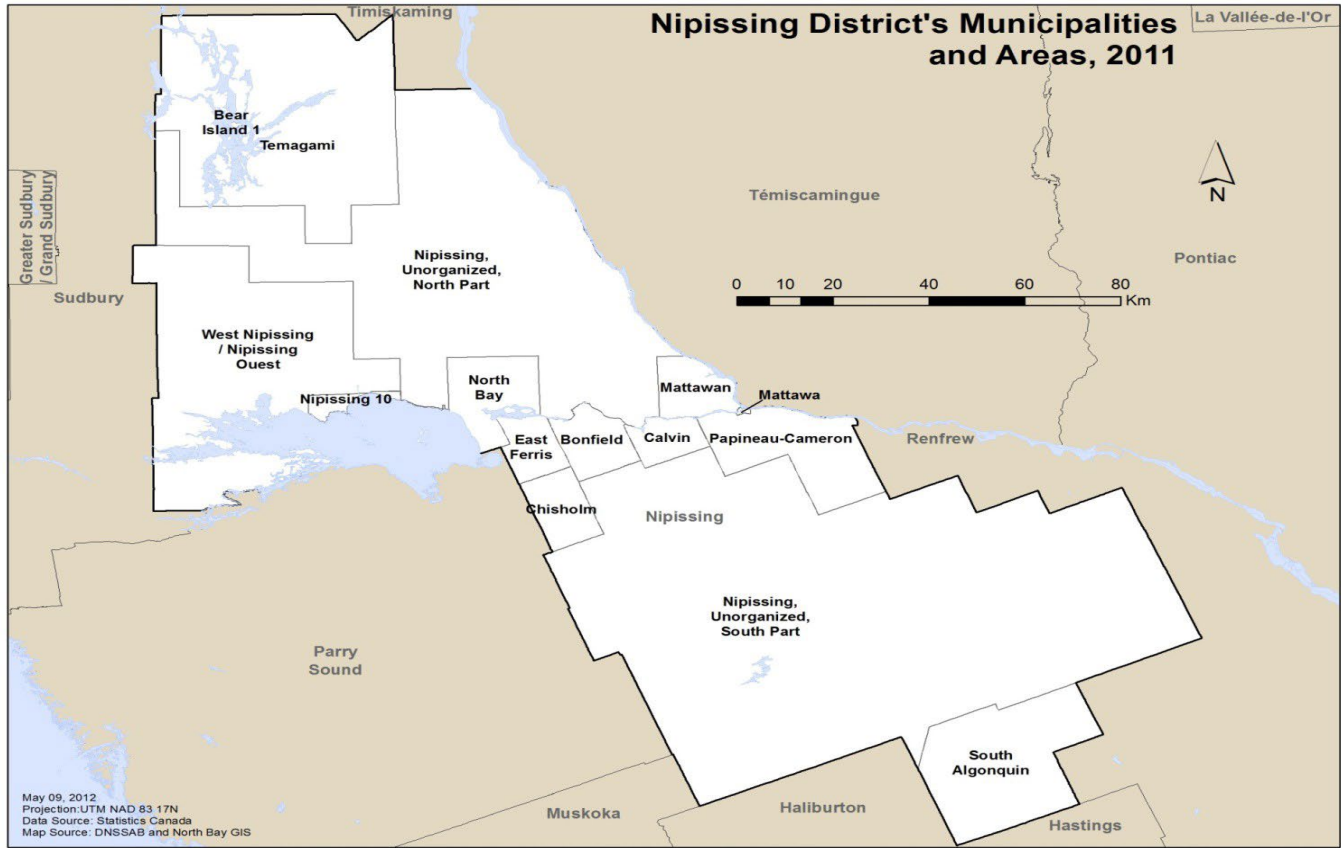 Timiskaming
Nipissing District's Municipalities
and Areas, 2011
La Vallée-de-l'Or
Bear
Island 1
Temagami
Greater Sudbury
/ Grand Sudbury
Témiscamingue
N
Nipissing,
Unorganized,
North Part
Pontiac
0 10 20 40 60 80
Km
Sudbury
West Nipissing
/ Nipissing
Ouest
Nipissing 10
North
Bay
Mattawan
Mattawa
East
Ferris
Bonfield
Calvin
Papineau-Cameron
Renfrew
Chisholm
Nipissing
Nipissing,
Unorganized,
South Part
Parry
Sound
South
Algonquin
Muskoka
Haliburton
Hastings
May 09, 2012
Projection:UTM NAD 83 17N
Data Source: Statistics Canada
Map Source: DNSSAB and North Bay GIS